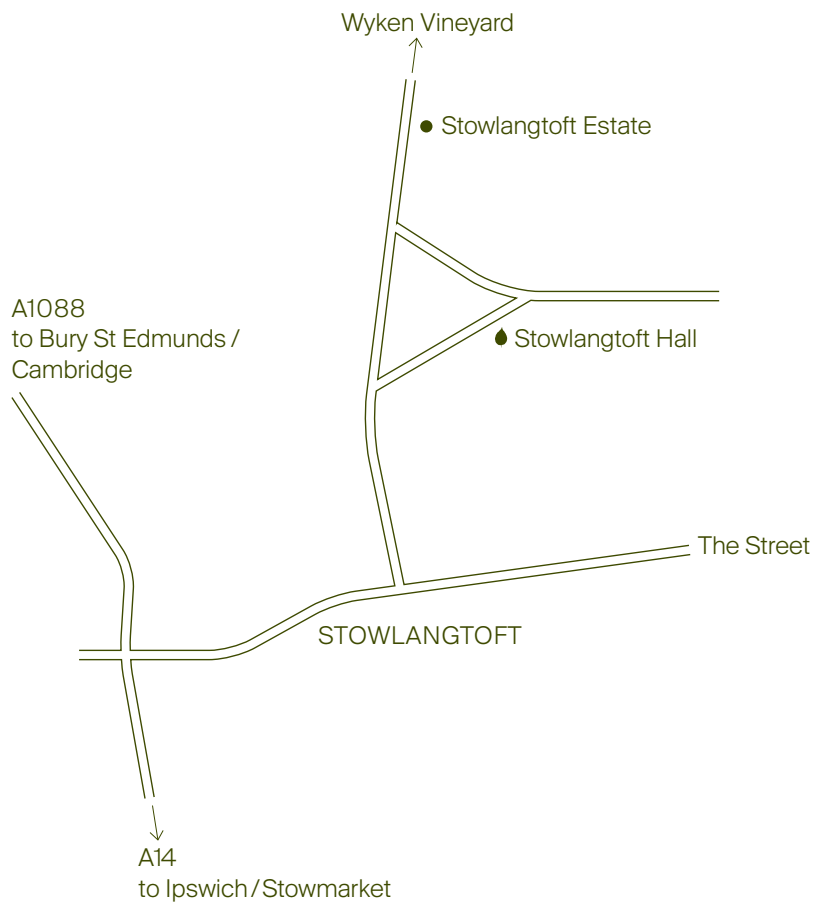 Wyken Vineyard
Stowlangtoft Estate
A1088
to Bury St Edmunds /
Cambridge
Stowlangtoft Hall
The Street
STOWLANGTOFT
A14
to Ipswich / Stowmarket